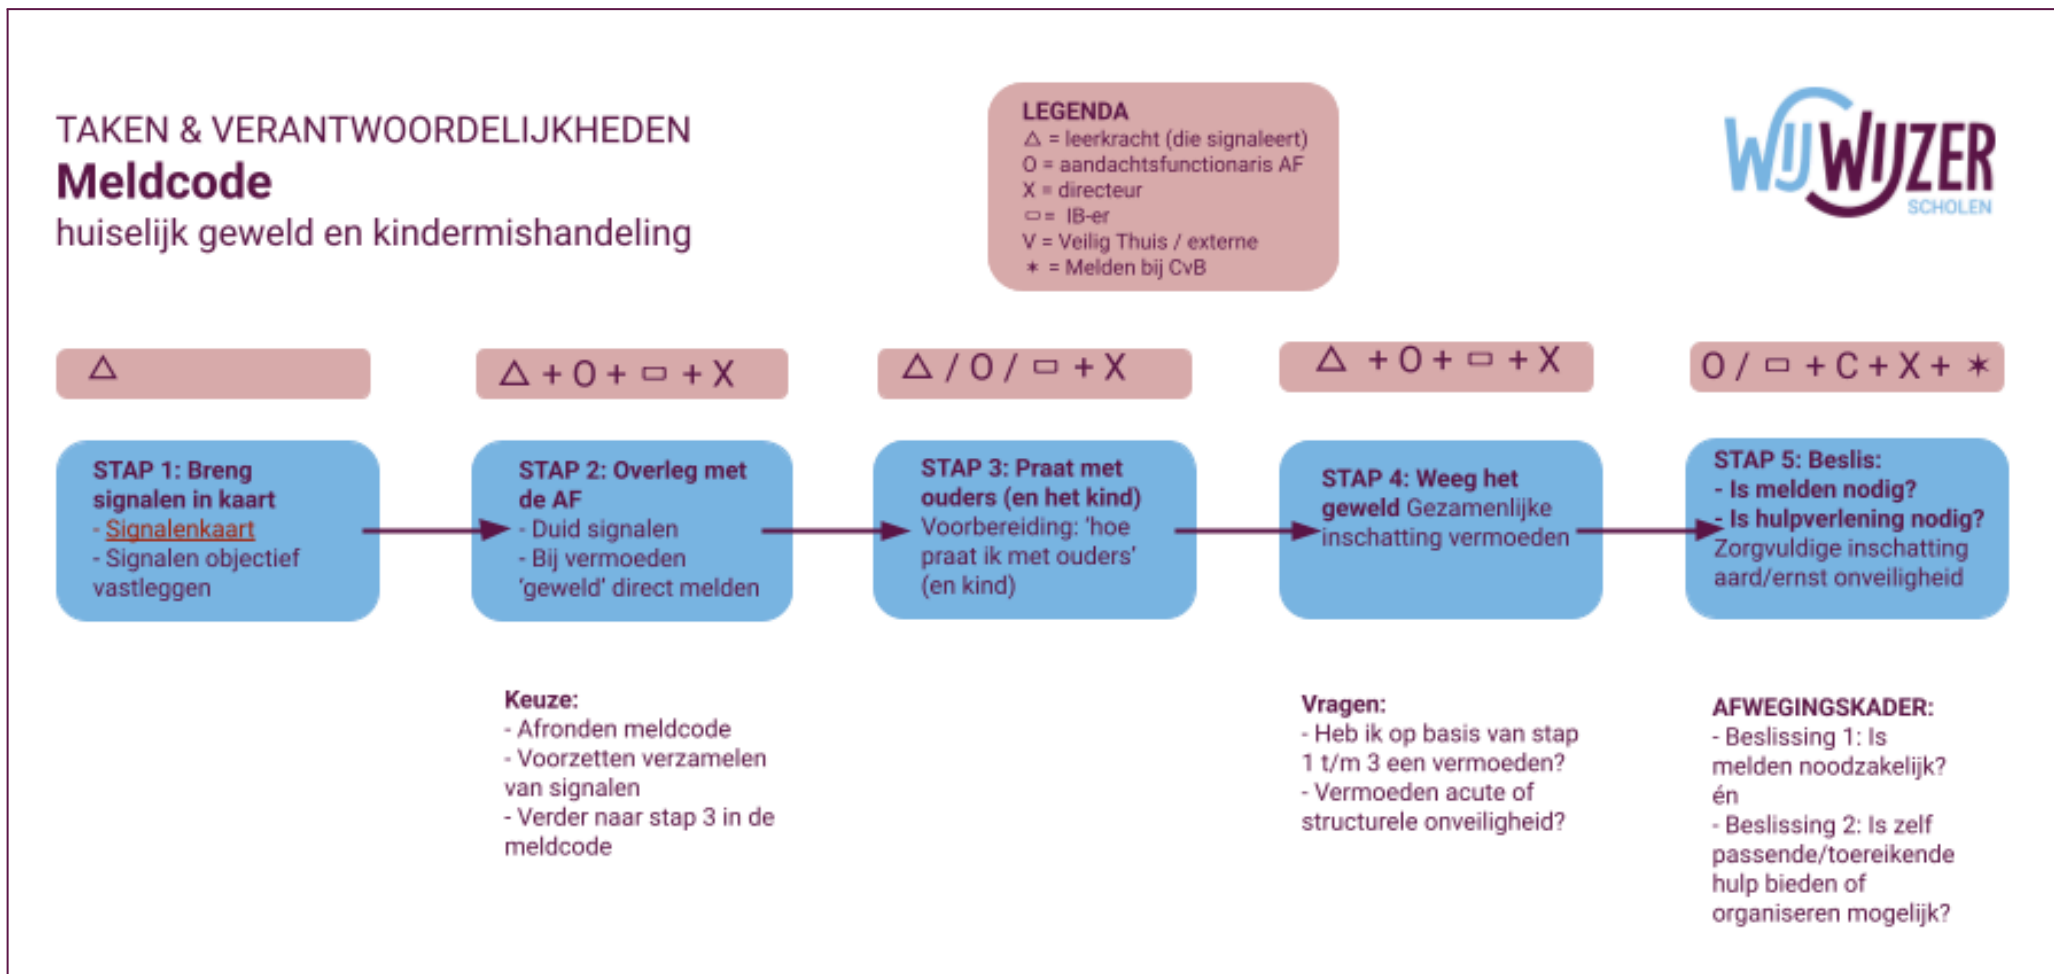 TAKEN & VERANTWOORDELIJKHEDEN
Meldcode
huiselijk geweld en kindermishandeling
LEGENDA
△ = leerkracht (die signaleert)
O = aandachtsfunctionaris AF
X = directeur
▭ = IB-er
V = Veilig Thuis / externe
✶ = Melden bij CvB
WIJWIJZER
SCHOLEN
△
△ + O + ▭ + X
△ / O / ▭ + X
△ + O + ▭ + X
O / ▭ + C + X + ✶
STAP 1: Breng
signalen in kaart
- Signalenkaart
- Signalen objectief
vastleggen
STAP 2: Overleg met
de AF
- Duid signalen
- Bij vermoeden
'geweld' direct melden
STAP 3: Praat met
ouders (en het kind)
Voorbereiding: 'hoe
praat ik met ouders'
(en kind)
STAP 4: Weeg het
geweld Gezamenlijke
inschatting vermoeden
STAP 5: Beslis:
- Is melden nodig?
- Is hulpverlening nodig?
Zorgvuldige inschatting
aard/ernst onveiligheid
Keuze:
- Afronden meldcode
- Voorzetten verzamelen
van signalen
- Verder naar stap 3 in de
meldcode
Vragen:
- Heb ik op basis van stap
1 t/m 3 een vermoeden?
- Vermoeden acute of
structurele onveiligheid?
AFWEGINGSKADER:
- Beslissing 1: Is
melden noodzakelijk?
én
- Beslissing 2: Is zelf
passende/toereikende
hulp bieden of
organiseren mogelijk?